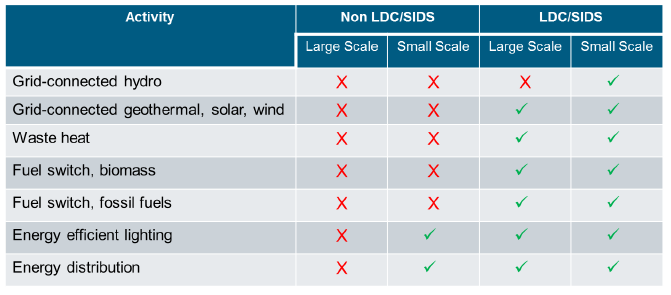 Activity Non LDC/SIDS LDC/SIDS
Large Scale Small Scale Large Scale Small Scale
Grid-connected hydro X X X ✓
Grid-connected geothermal, solar, wind X X ✓ ✓
Waste heat X X ✓ ✓
Fuel switch, biomass X X ✓ ✓
Fuel switch, fossil fuels X X ✓ ✓
Energy efficient lighting X ✓ ✓ ✓
Energy distribution X ✓ ✓ ✓